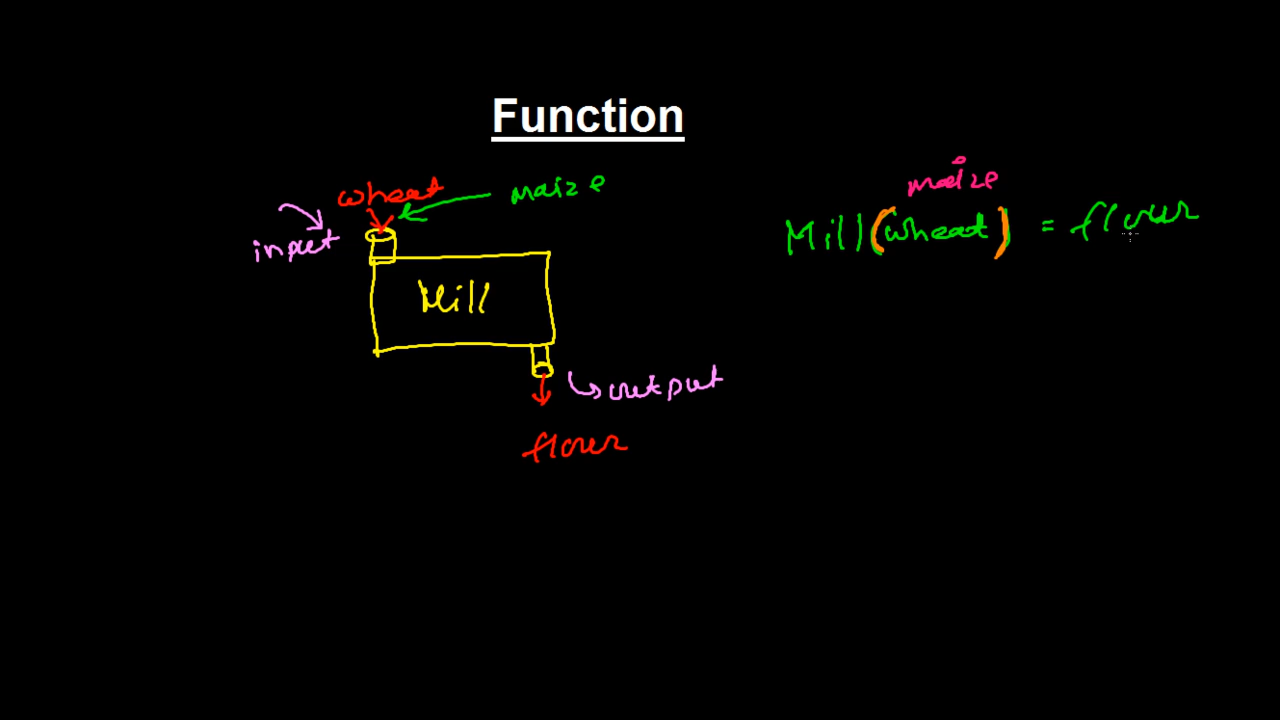 Function
wheat
maize
input
Mill
output
flour
maize
Mill(wheat) = flour